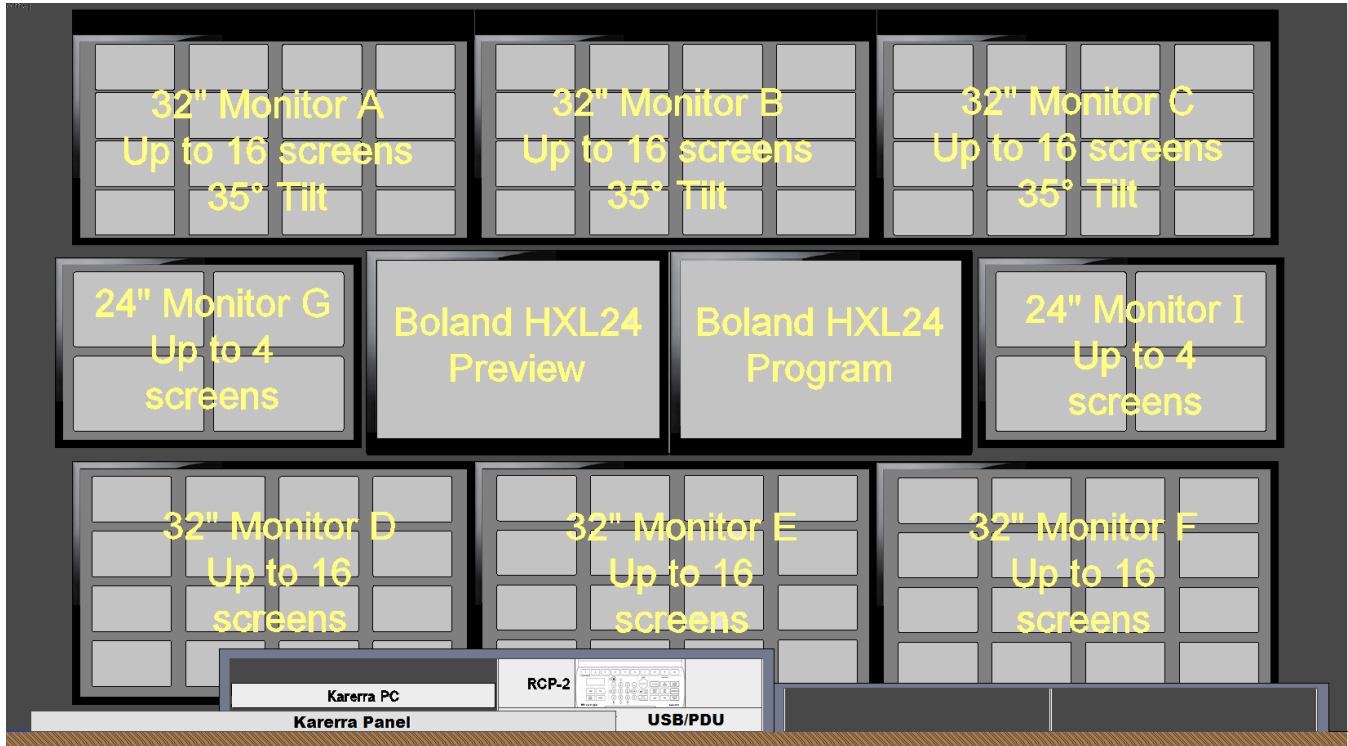 32" Monitor A
Up to 16 screens
35° Tilt
32" Monitor B
Up to 16 screens
35° Tilt
32" Monitor C
Up to 16 screens
35° Tilt
24" Monitor G
Up to 4
screens
Boland HXL24
Preview
Boland HXL24
Program
24" Monitor I
Up to 4
screens
32" Monitor D
Up to 16
screens
32" Monitor E
Up to 16
screens
32" Monitor F
Up to 16
screens
Karerra PC
RCP-2
Karerra Panel
USB/PDU